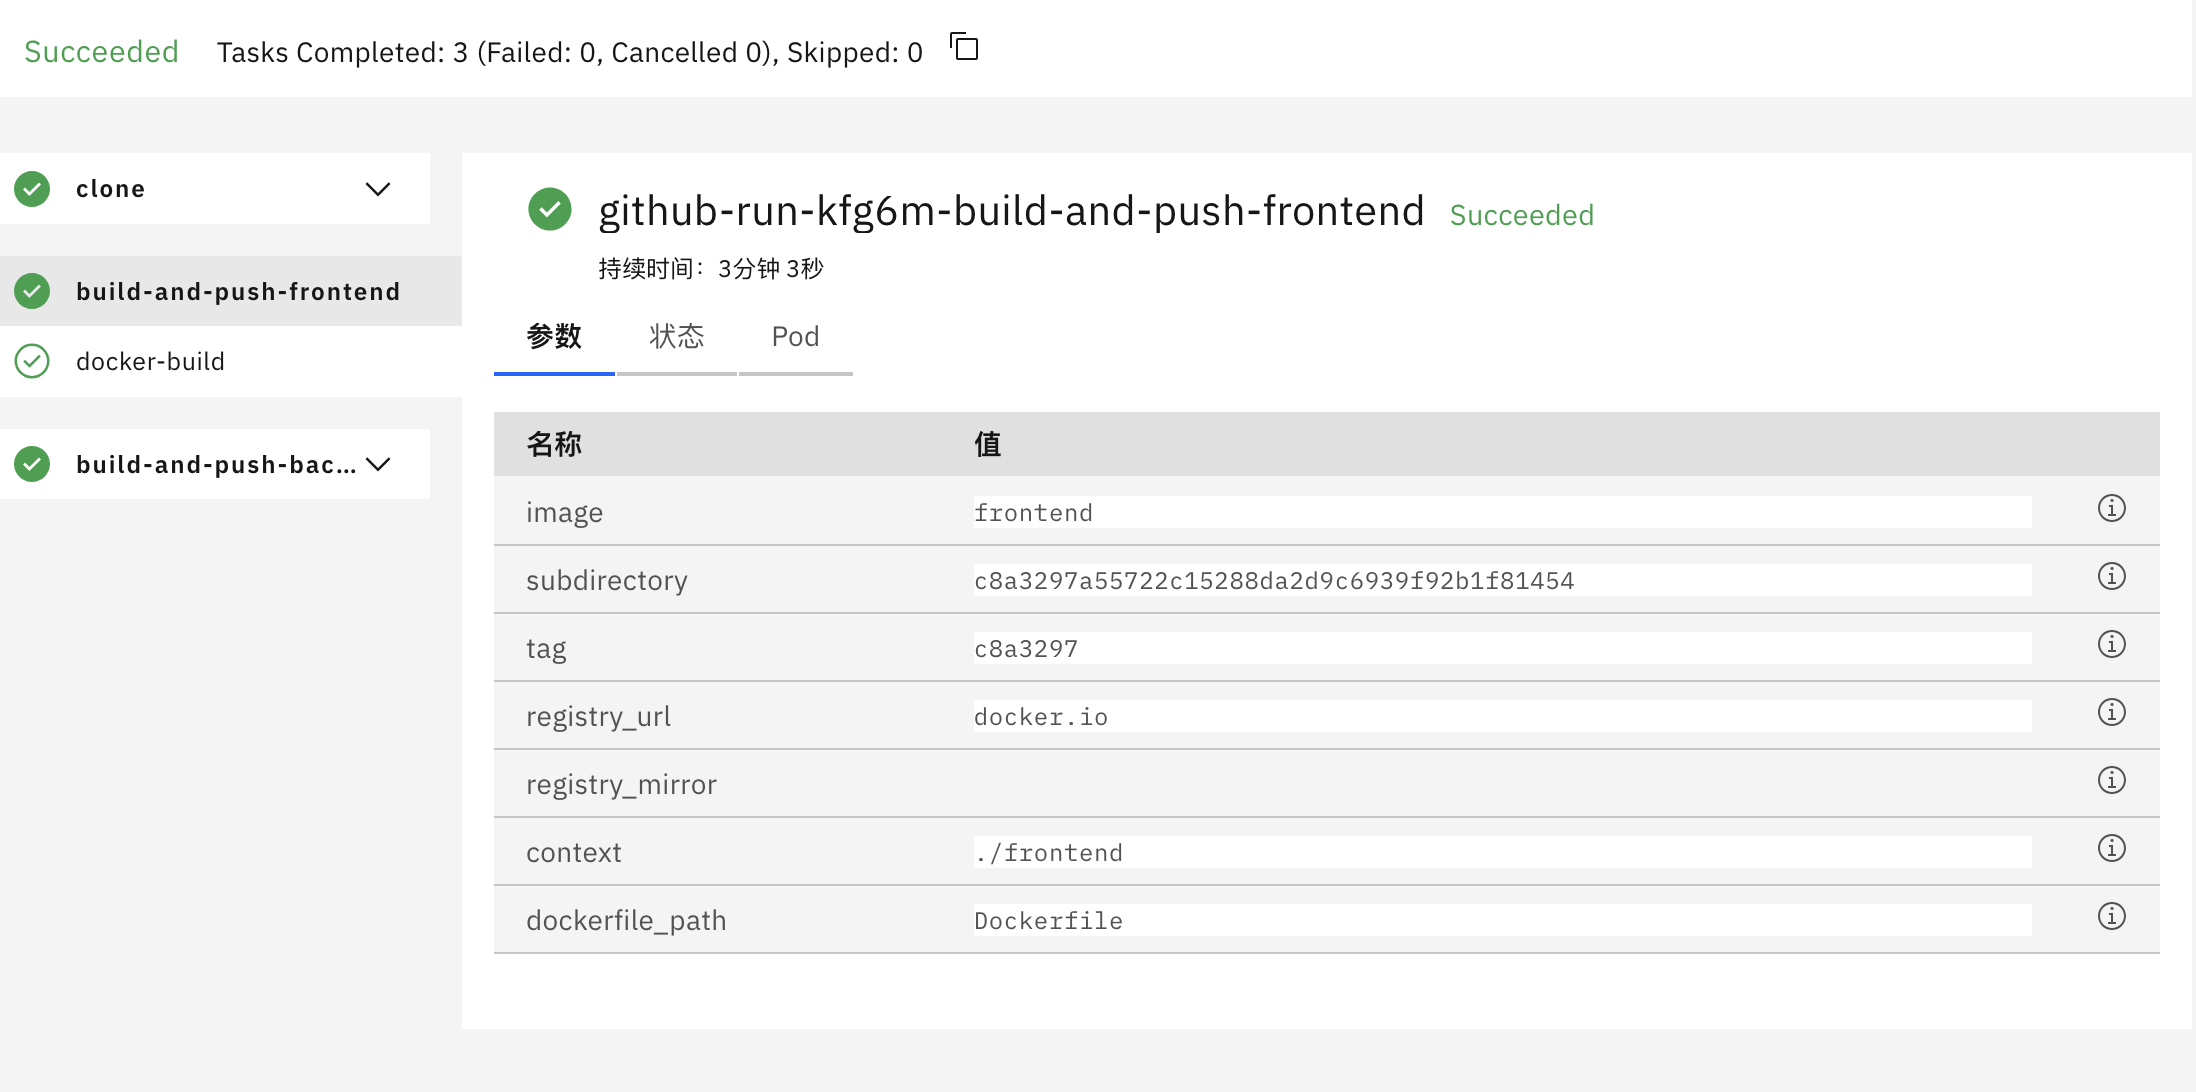 Succeeded Tasks Completed: 3 (Failed: 0, Cancelled 0), Skipped: 0
clone
build-and-push-frontend
docker-build
build-and-push-bac...
github-run-kfg6m-build-and-push-frontend Succeeded
持续时间：3分钟 3秒
参数 状态 Pod
名称 值
image frontend
subdirectory c8a3297a55722c15288da2d9c6939f92b1f81454
tag c8a3297
registry_url docker.io
registry_mirror
context ./frontend
dockerfile_path Dockerfile